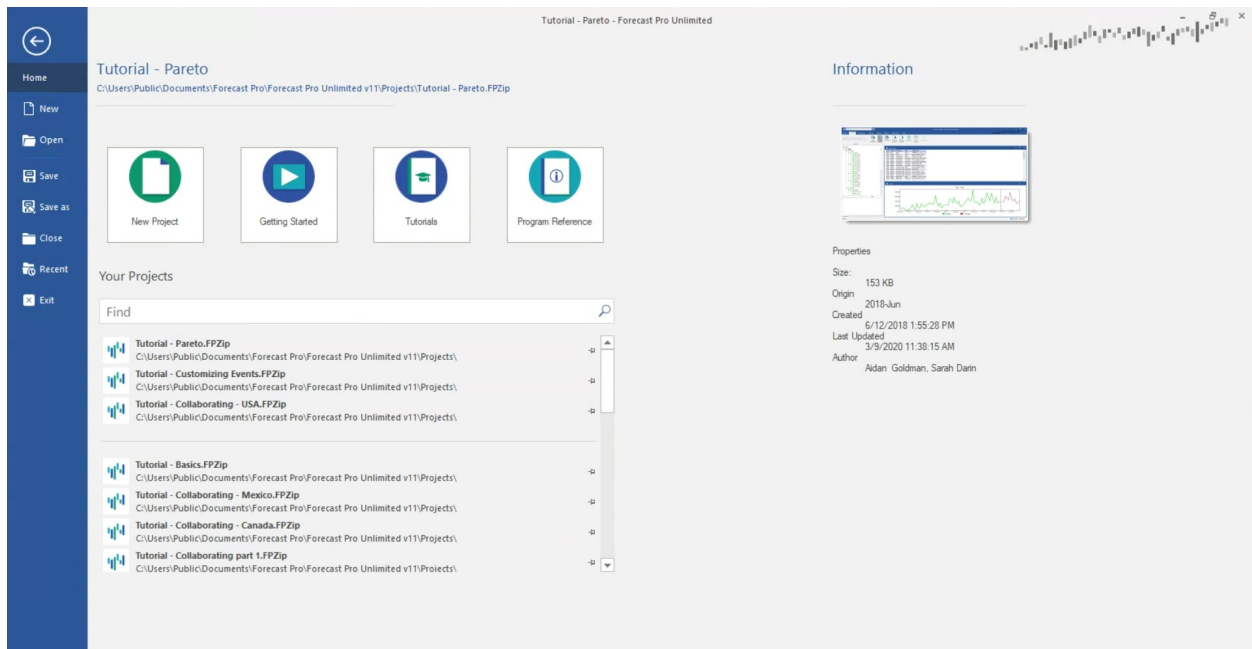 Tutorial - Pareto - Forecast Pro Unlimited
Home
New
Open
Save
Save as
Close
Recent
Exit
Tutorial - Pareto
C:\Users\Public\Documents\Forecast Pro\Forecast Pro Unlimited v11\Projects\Tutorial - Pareto.FPZip
New Project
Getting Started
Tutorials
Program Reference
Your Projects
Find
Tutorial - Pareto.FPZip
C:\Users\Public\Documents\Forecast Pro\Forecast Pro Unlimited v11\Projects\
Tutorial - Customizing Events.FPZip
C:\Users\Public\Documents\Forecast Pro\Forecast Pro Unlimited v11\Projects\
Tutorial - Collaborating - USA.FPZip
C:\Users\Public\Documents\Forecast Pro\Forecast Pro Unlimited v11\Projects\
Tutorial - Basics.FPZip
C:\Users\Public\Documents\Forecast Pro\Forecast Pro Unlimited v11\Projects\
Tutorial - Collaborating - Mexico.FPZip
C:\Users\Public\Documents\Forecast Pro\Forecast Pro Unlimited v11\Projects\
Tutorial - Collaborating - Canada.FPZip
C:\Users\Public\Documents\Forecast Pro\Forecast Pro Unlimited v11\Projects\
Tutorial - Collaborating part 1.FPZip
C:\Users\Public\Documents\Forecast Pro\Forecast Pro Unlimited v11\Projects\
Information
Properties
Size:
153 KB
Origin
2018-Jun
Created
6/12/2018 1:55:28 PM
Last Updated
3/9/2020 11:38:15 AM
Author
Aidan Goldman, Sarah Darin